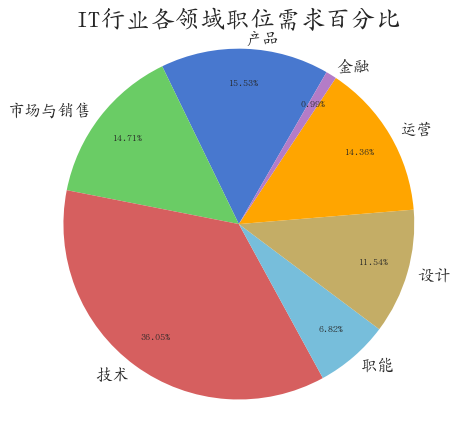 IT行业各领域职位需求百分比
产品
15.53%
金融
0.99%
市场与销售
14.71%
运营
14.36%
11.54%
设计
36.05%
技术
6.82%
职能